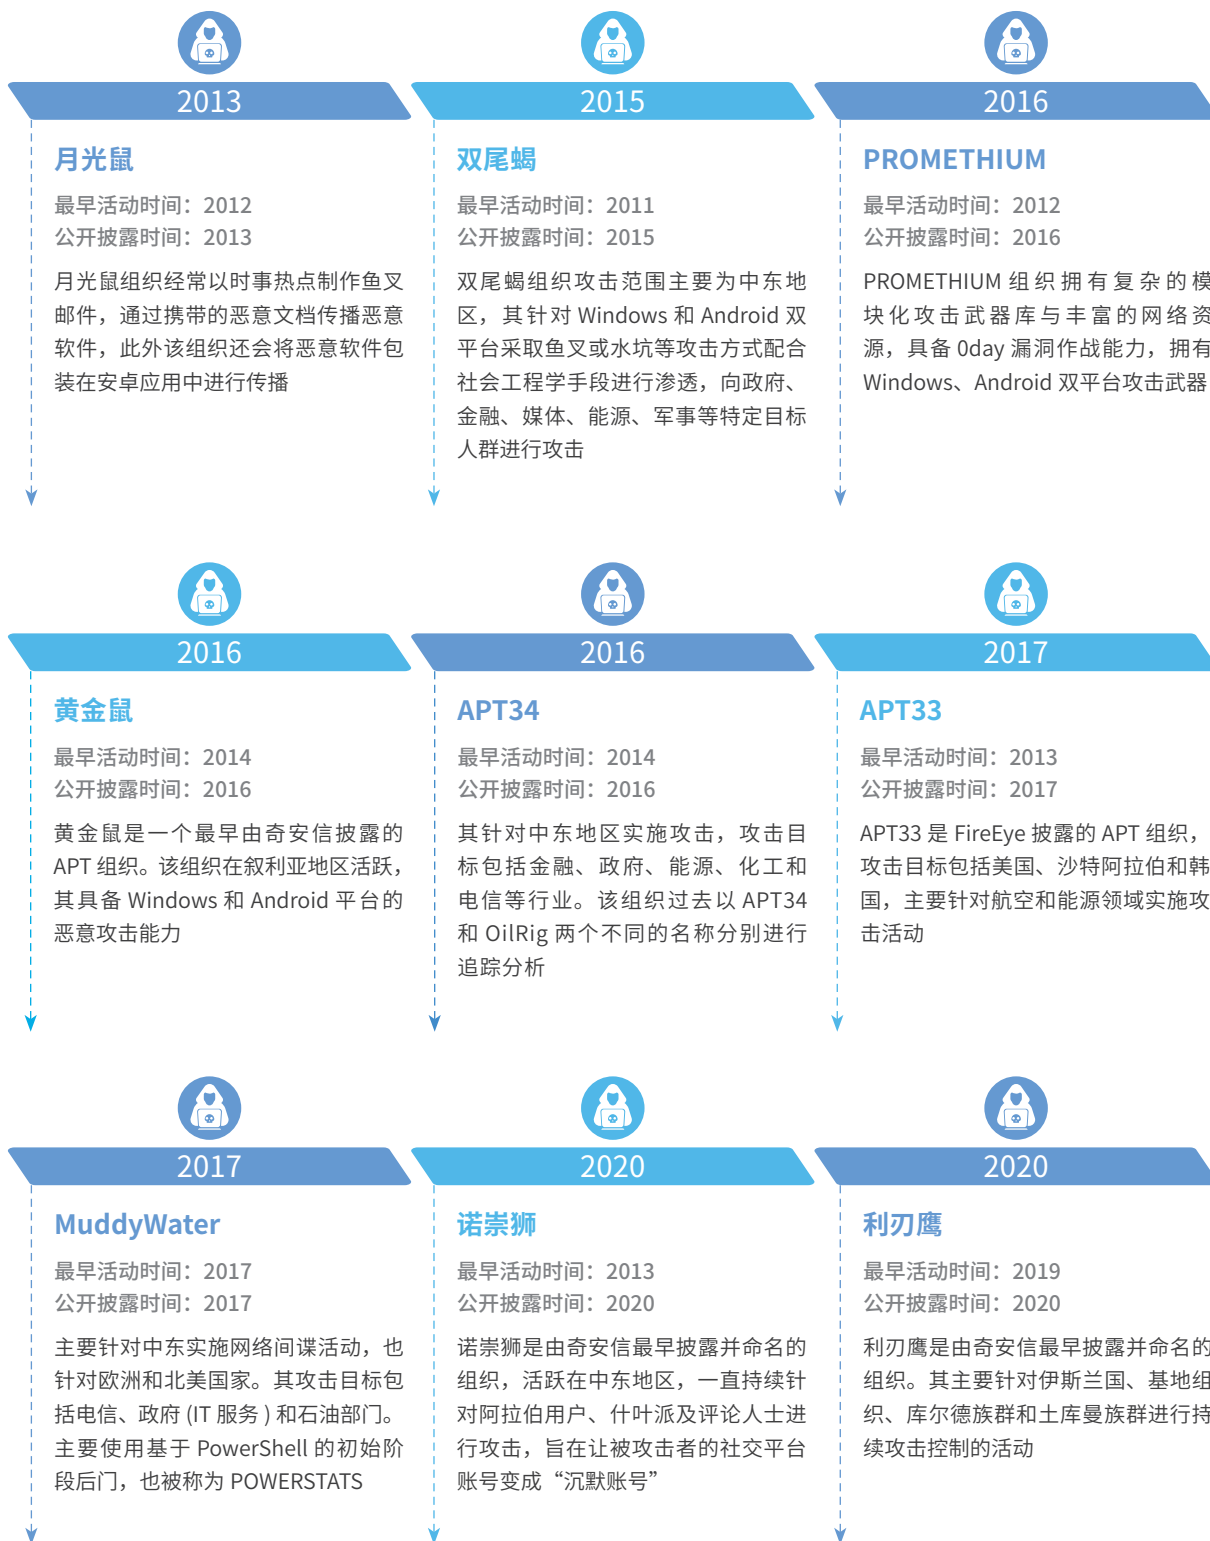 2013
月光鼠
最早活动时间：2012
公开披露时间：2013
月光鼠组织经常以时事热点制作鱼叉
邮件，通过携带的恶意文档传播恶意
软件，此外该组织还会将恶意软件包
装在安卓应用中进行传播
2015
双尾蝎
最早活动时间：2011
公开披露时间：2015
双尾蝎组织攻击范围主要为中东地
区，其针对 Windows 和 Android 双
平台采取鱼叉或水坑等攻击方式配合
社会工程学手段进行渗透，向政府、
金融、媒体、能源、军事等特定目标
人群进行攻击
2016
PROMETHIUM
最早活动时间：2012
公开披露时间：2016
PROMETHIUM 组织拥有复杂的模
块化攻击武器库与丰富的网络资
源，具备 0day 漏洞作战能力，拥有
Windows、Android 双平台攻击武器
2016
黄金鼠
最早活动时间：2014
公开披露时间：2016
黄金鼠是一个最早由奇安信披露的
APT 组织。该组织在叙利亚地区活跃，
其具备 Windows 和 Android 平台的
恶意攻击能力
2016
APT34
最早活动时间：2014
公开披露时间：2016
其针对中东地区实施攻击，攻击目
标包括金融、政府、能源、化工和
电信等行业。该组织过去以 APT34
和 OilRig 两个不同的名称分别进行
追踪分析
2017
APT33
最早活动时间：2013
公开披露时间：2017
APT33 是 FireEye 披露的 APT 组织，
攻击目标包括美国、沙特阿拉伯和韩
国，主要针对航空和能源领域实施攻
击活动
2017
MuddyWater
最早活动时间：2017
公开披露时间：2017
主要针对中东实施网络间谍活动，也
针对欧洲和北美国家。其攻击目标包
括电信、政府 (IT 服务 ) 和石油部门。
主要使用基于 PowerShell 的初始阶
段后门，也被称为 POWERSTATS
2020
诺崇狮
最早活动时间：2013
公开披露时间：2020
诺崇狮是由奇安信最早披露并命名的
组织，活跃在中东地区，一直持续针
对阿拉伯用户、什叶派及评论人士进
行攻击，旨在让被攻击者的社交平台
账号变成“沉默账号”
2020
利刃鹰
最早活动时间：2019
公开披露时间：2020
利刃鹰是由奇安信最早披露并命名的
组织。其主要针对伊斯兰国、基地组
织、库尔德族群和土库曼族群进行持
续攻击控制的活动